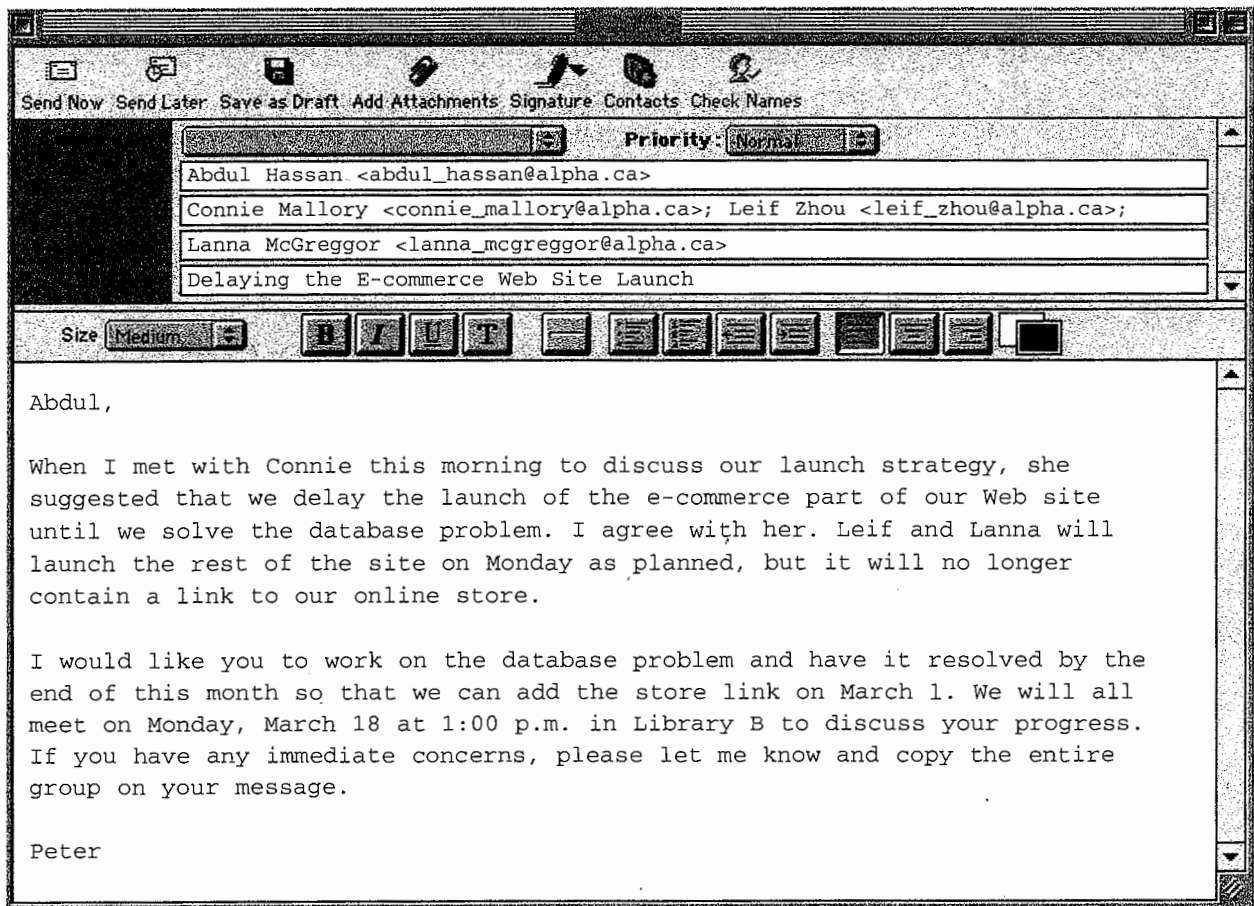 Send Now Send Later Save as Draft Add Attachments Signature Contacts Check Names
Priority: Normal
Abdul Hassan <abdul_hassan@alpha.ca>
Connie Mallory <connie_mallory@alpha.ca>; Leif Zhou <leif_zhou@alpha.ca>;
Lanna McGreggor <lanna_mcgreggor@alpha.ca>
Delaying the E-commerce Web Site Launch
Size Medium B I U T
Abdul,
When I met with Connie this morning to discuss our launch strategy, she
suggested that we delay the launch of the e-commerce part of our Web site
until we solve the database problem. I agree with her. Leif and Lanna will
launch the rest of the site on Monday as planned, but it will no longer
contain a link to our online store.
I would like you to work on the database problem and have it resolved by the
end of this month so that we can add the store link on March 1. We will all
meet on Monday, March 18 at 1:00 p.m. in Library B to discuss your progress.
If you have any immediate concerns, please let me know and copy the entire
group on your message.
Peter